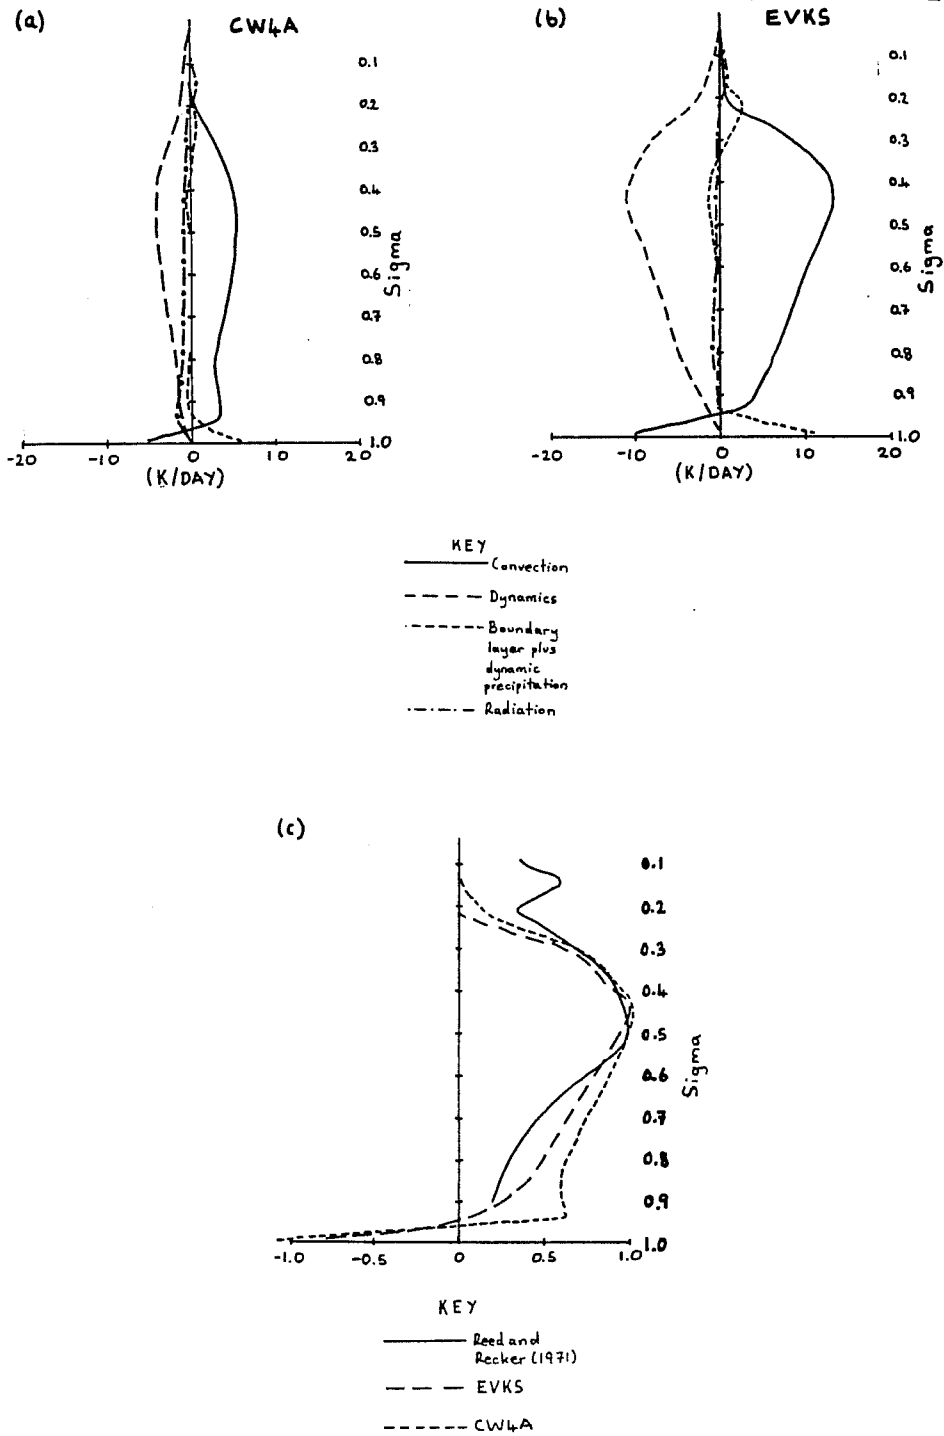 (a)
CW4A
0.1
0.2
0.3
0.4
0.5
0.6
0.7
0.8
0.9
1.0
Sigma
-20
-10
0
10
20
(K/DAY)
(b)
EVKS
0.1
0.2
0.3
0.4
0.5
0.6
0.7
0.8
0.9
1.0
Sigma
-20
-10
0
10
20
(K/DAY)
KEY
Convection
Dynamics
Boundary
layer plus
dynamic
precipitation
Radiation
(c)
0.1
0.2
0.3
0.4
0.5
0.6
0.7
0.8
0.9
1.0
Sigma
-1.0
-0.5
0
0.5
1.0
KEY
Reed and
Recker (1971)
EVKS
CW4A